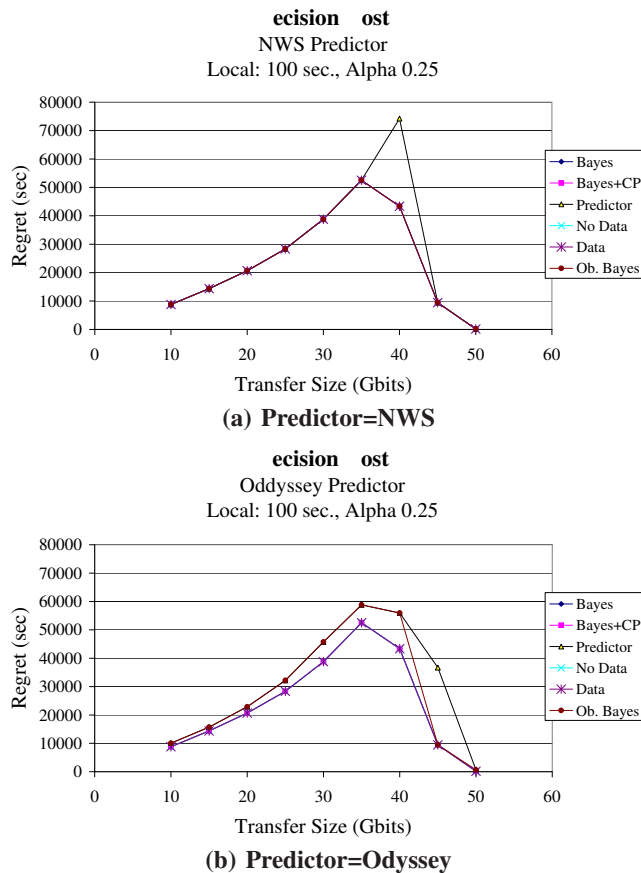 ecision ost
NWS Predictor
Local: 100 sec., Alpha 0.25
80000
70000
60000
50000
40000
30000
20000
10000
0
Regret (sec)
0 10 20 30 40 50 60
Transfer Size (Gbits)
Bayes
Bayes+CP
Predictor
No Data
Data
Ob. Bayes
(a) Predictor=NWS
ecision ost
Oddyssey Predictor
Local: 100 sec., Alpha 0.25
80000
70000
60000
50000
40000
30000
20000
10000
0
Regret (sec)
0 10 20 30 40 50 60
Transfer Size (Gbits)
Bayes
Bayes+CP
Predictor
No Data
Data
Ob. Bayes
(b) Predictor=Odyssey